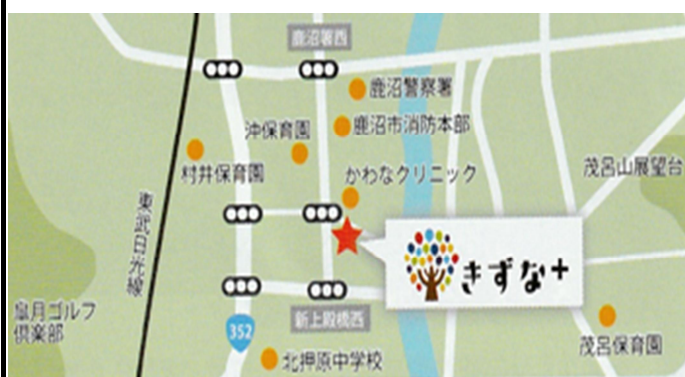 鹿沼署西
鹿沼警察署
鹿沼市消防本部
沖保育園
村井保育園
かわなクリニック
茂呂山展望台
東武日光線
きずな+
皐月ゴルフ
倶楽部
新上殿橋西
352
茂呂保育園
北押原中学校